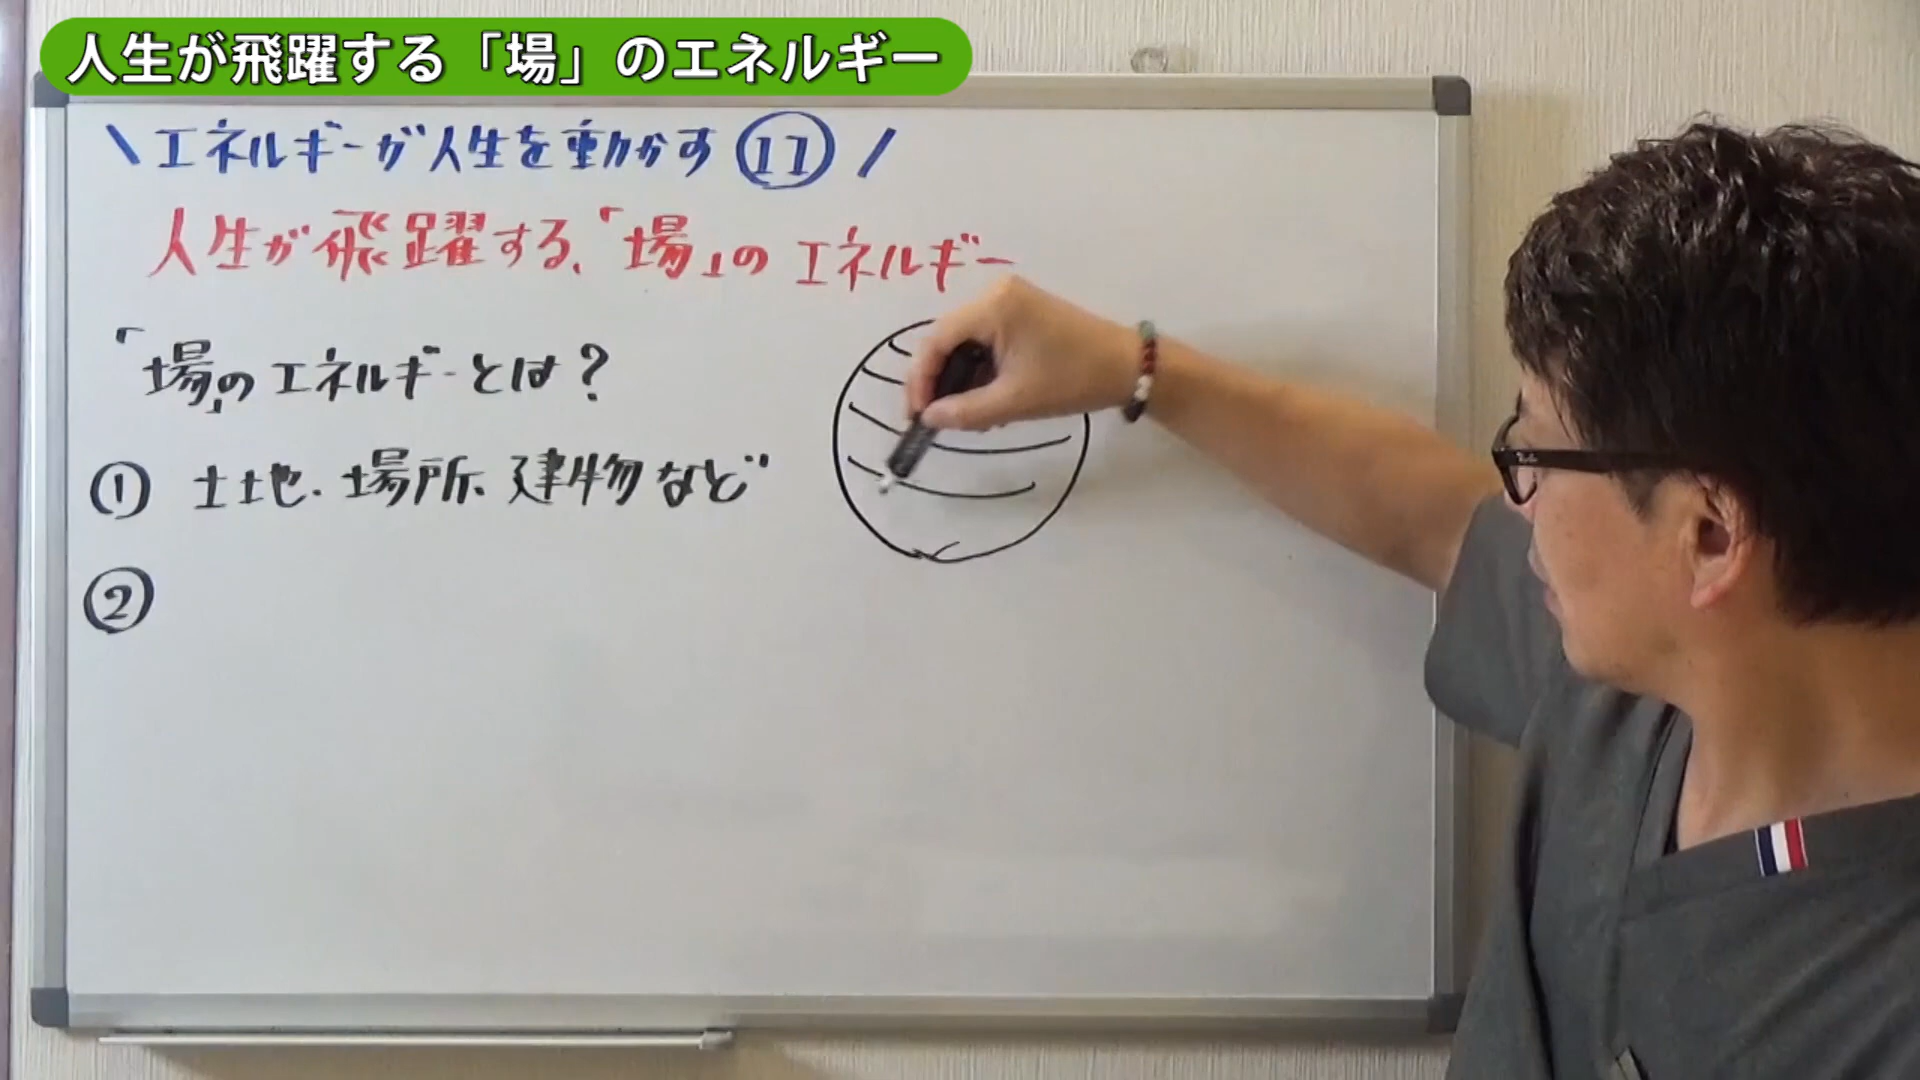 人生が飛躍する「場」のエネルギー
\エネルギーが人生を動かす⑪/
人生が飛躍する、「場」のエネルギー
「場」のエネルギーとは?
① 土地、場所、建物など
②
Ray-Ban